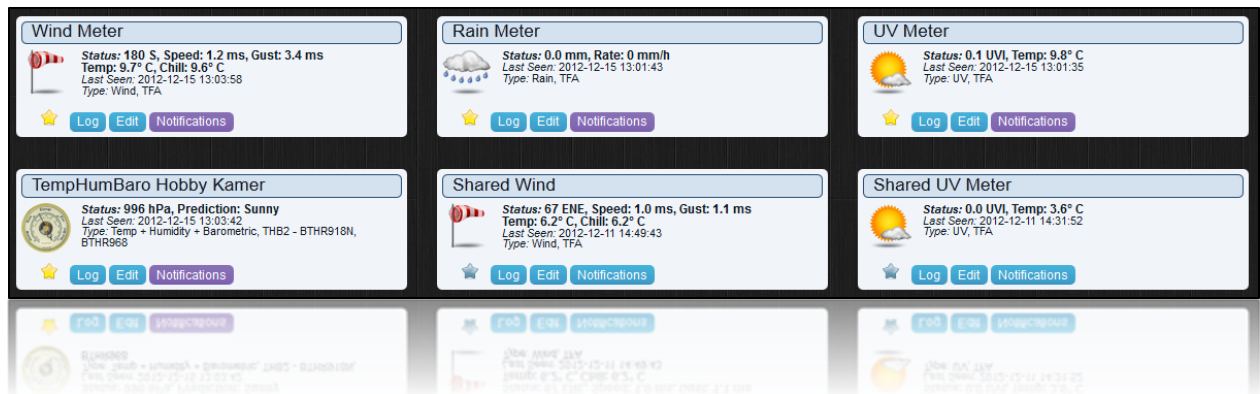 Wind Meter
Status: 180 S, Speed: 1.2 ms, Gust: 3.4 ms
Temp: 9.7° C, Chill: 9.6° C
Last Seen: 2012-12-15 13:03:58
Type: Wind, TFA
Log Edit Notifications
Rain Meter
Status: 0.0 mm, Rate: 0 mm/h
Last Seen: 2012-12-15 13:01:43
Type: Rain, TFA
Log Edit Notifications
UV Meter
Status: 0.1 UVI, Temp: 9.8° C
Last Seen: 2012-12-15 13:01:35
Type: UV, TFA
Log Edit Notifications
TempHumBaro Hobby Kamer
Status: 996 hPa, Prediction: Sunny
Last Seen: 2012-12-15 13:03:42
Type: Temp + Humidity + Barometric, THB2 - BTHR918N,
BTHR968
Log Edit Notifications
Shared Wind
Status: 67 ENE, Speed: 1.0 ms, Gust: 1.1 ms
Temp: 6.2° C, Chill: 6.2° C
Last Seen: 2012-12-11 14:49:43
Type: Wind, TFA
Log Edit Notifications
Shared UV Meter
Status: 0.0 UVI, Temp: 3.6° C
Last Seen: 2012-12-11 14:31:52
Type: UV, TFA
Log Edit Notifications